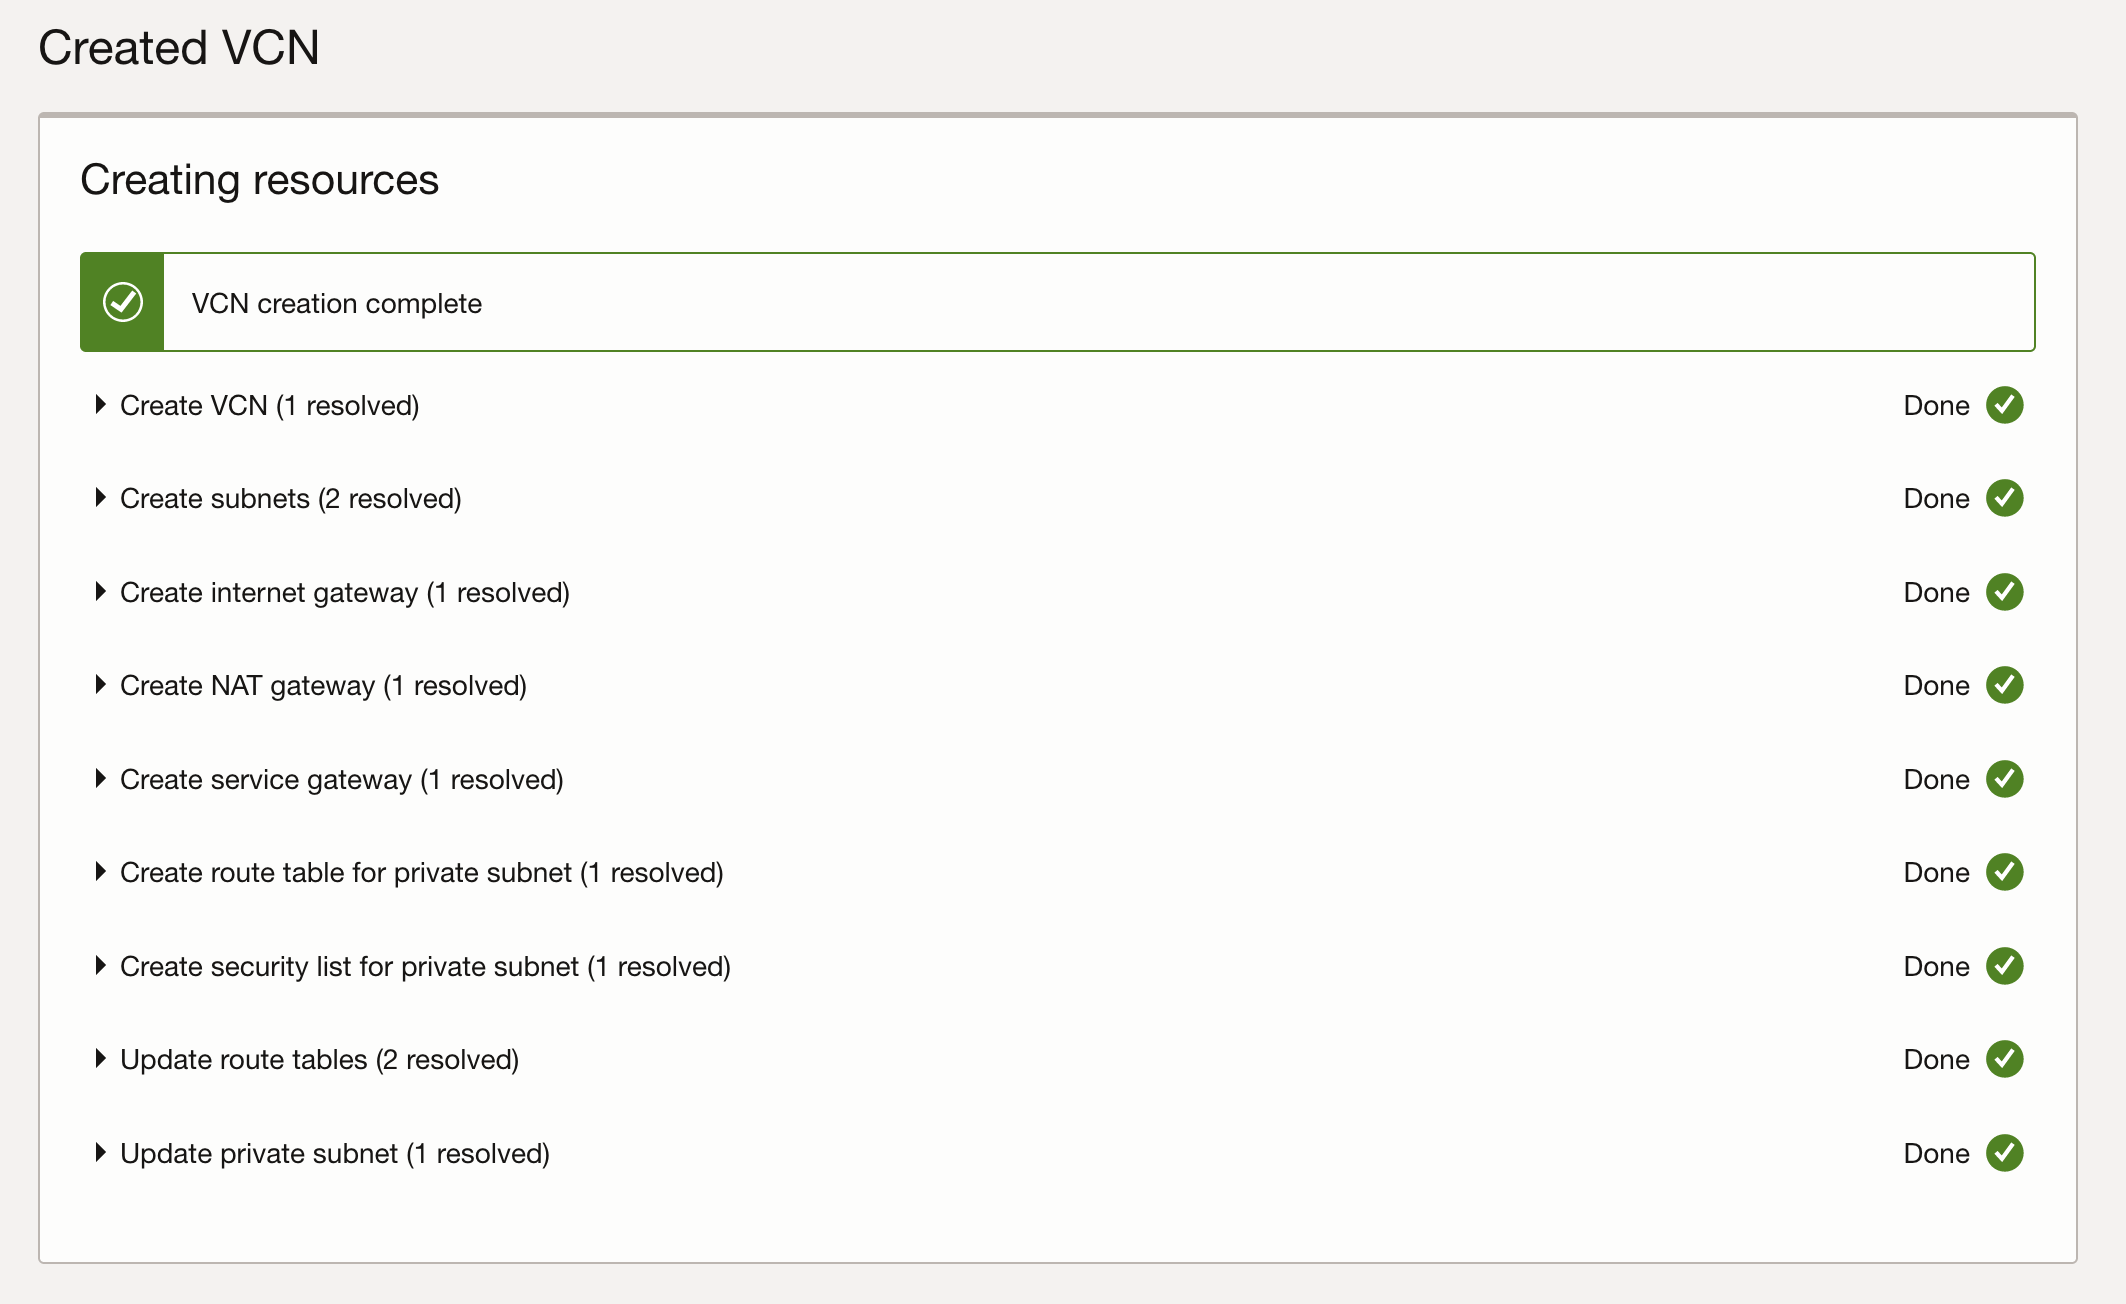 Created VCN
Creating resources
VCN creation complete
Create VCN (1 resolved) Done
Create subnets (2 resolved) Done
Create internet gateway (1 resolved) Done
Create NAT gateway (1 resolved) Done
Create service gateway (1 resolved) Done
Create route table for private subnet (1 resolved) Done
Create security list for private subnet (1 resolved) Done
Update route tables (2 resolved) Done
Update private subnet (1 resolved) Done